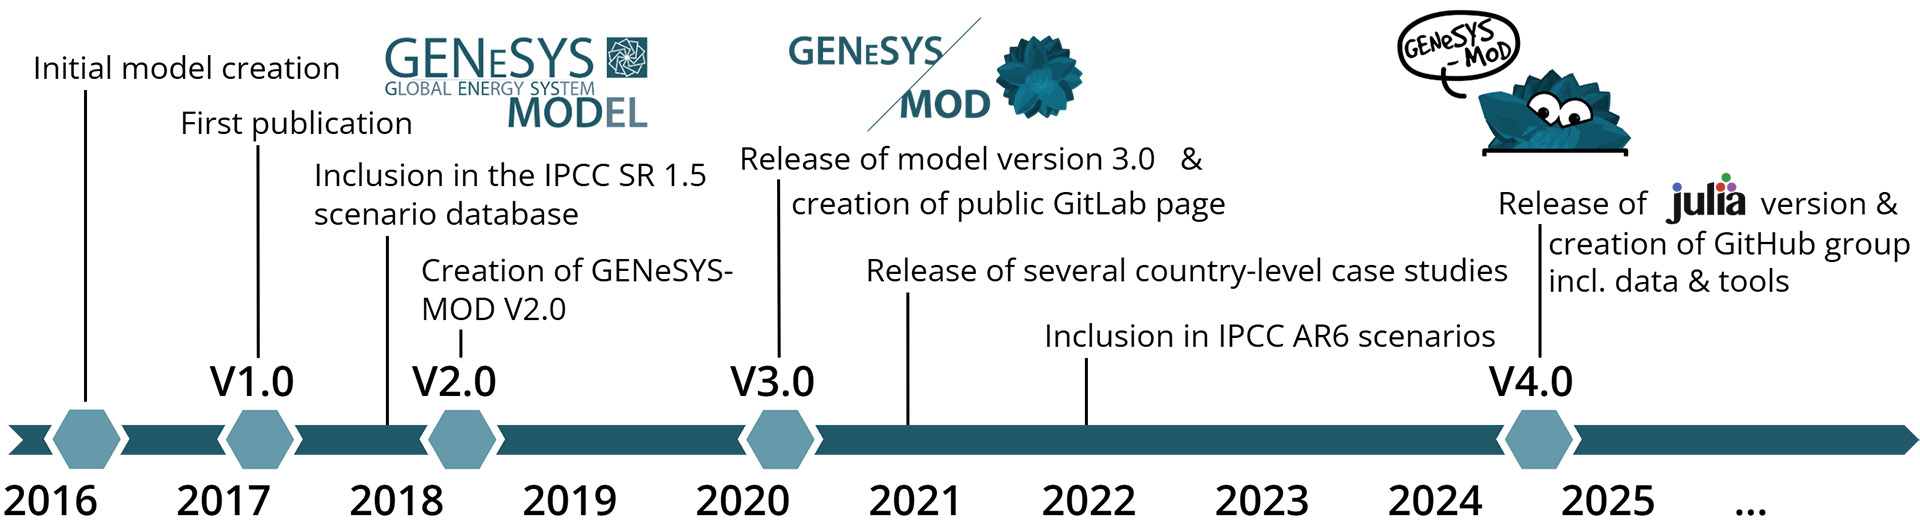 Initial model creation
First publication
GENeSYS
GLOBAL ENERGY SYSTEM
MODEL
Inclusion in the IPCC SR 1.5
scenario database
Creation of GENeSYS-
MOD V2.0
GENeSYS
MOD
Release of model version 3.0 &
creation of public GitLab page
Release of several country-level case studies
Inclusion in IPCC AR6 scenarios
GENeSYS
-MOD
Release of julia version &
creation of GitHub group
incl. data & tools
V1.0 V2.0 V3.0 V4.0
2016 2017 2018 2019 2020 2021 2022 2023 2024 2025 ...